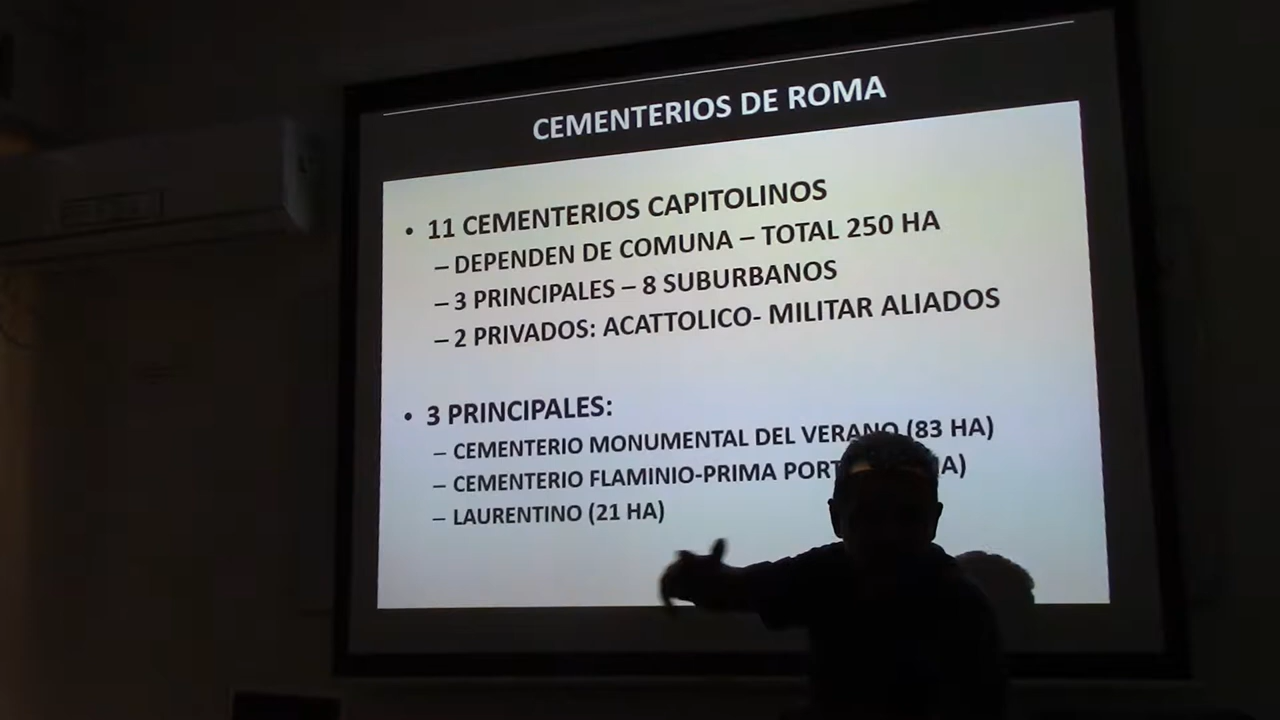 CEMENTERIOS DE ROMA
• 11 CEMENTERIOS CAPITOLINOS
– DEPENDEN DE COMUNA – TOTAL 250 HA
– 3 PRINCIPALES – 8 SUBURBANOS
– 2 PRIVADOS: ACATTOLICO- MILITAR ALIADOS
• 3 PRINCIPALES:
– CEMENTERIO MONUMENTAL DEL VERANO (83 HA)
– CEMENTERIO FLAMINIO-PRIMA
– LAURENTINO (21 HA)